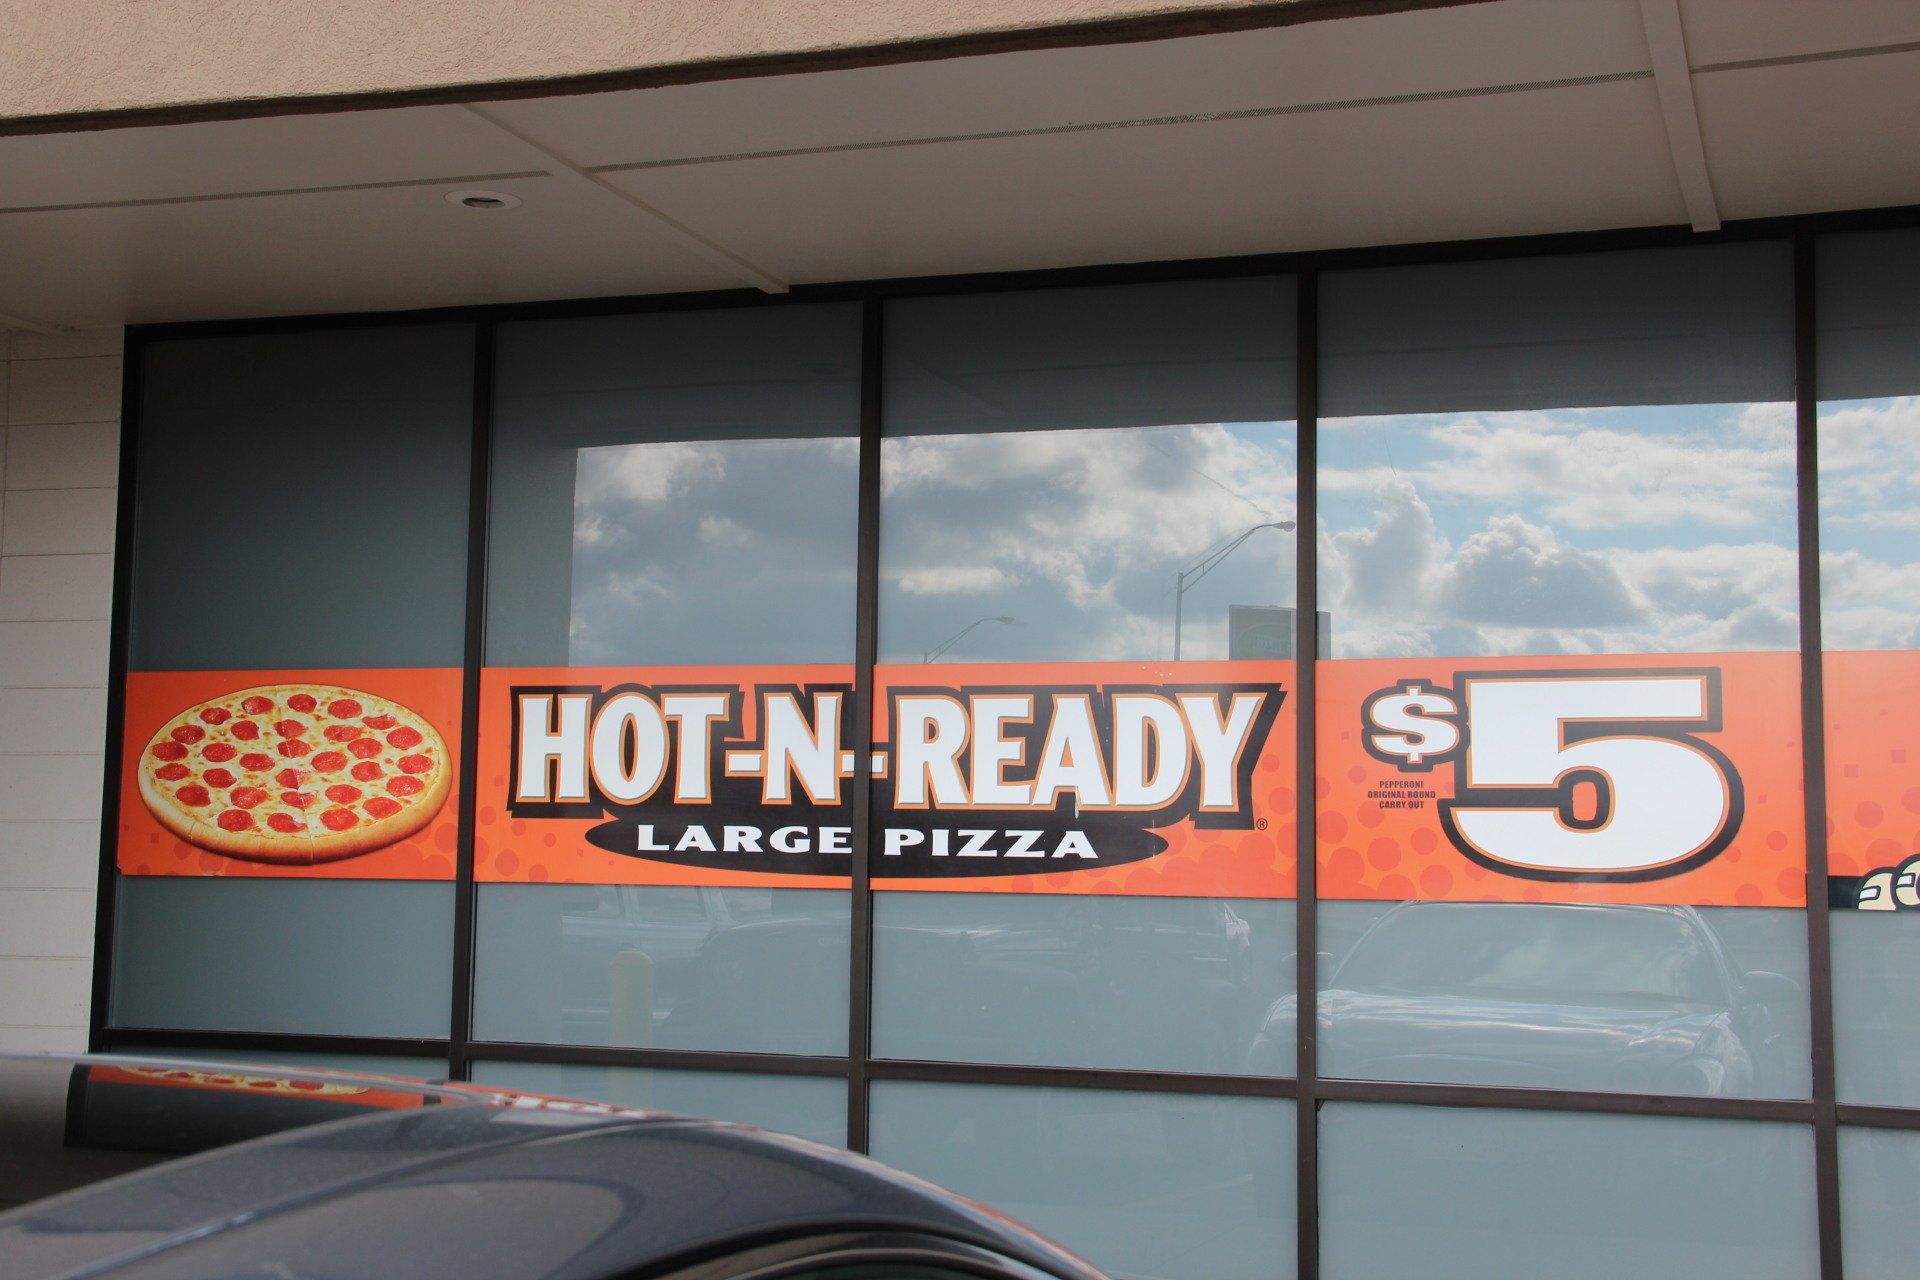 HOT-N-READY®
LARGE PIZZA
$5
PEPPERONI
ORIGINAL ROUND
CARRY OUT